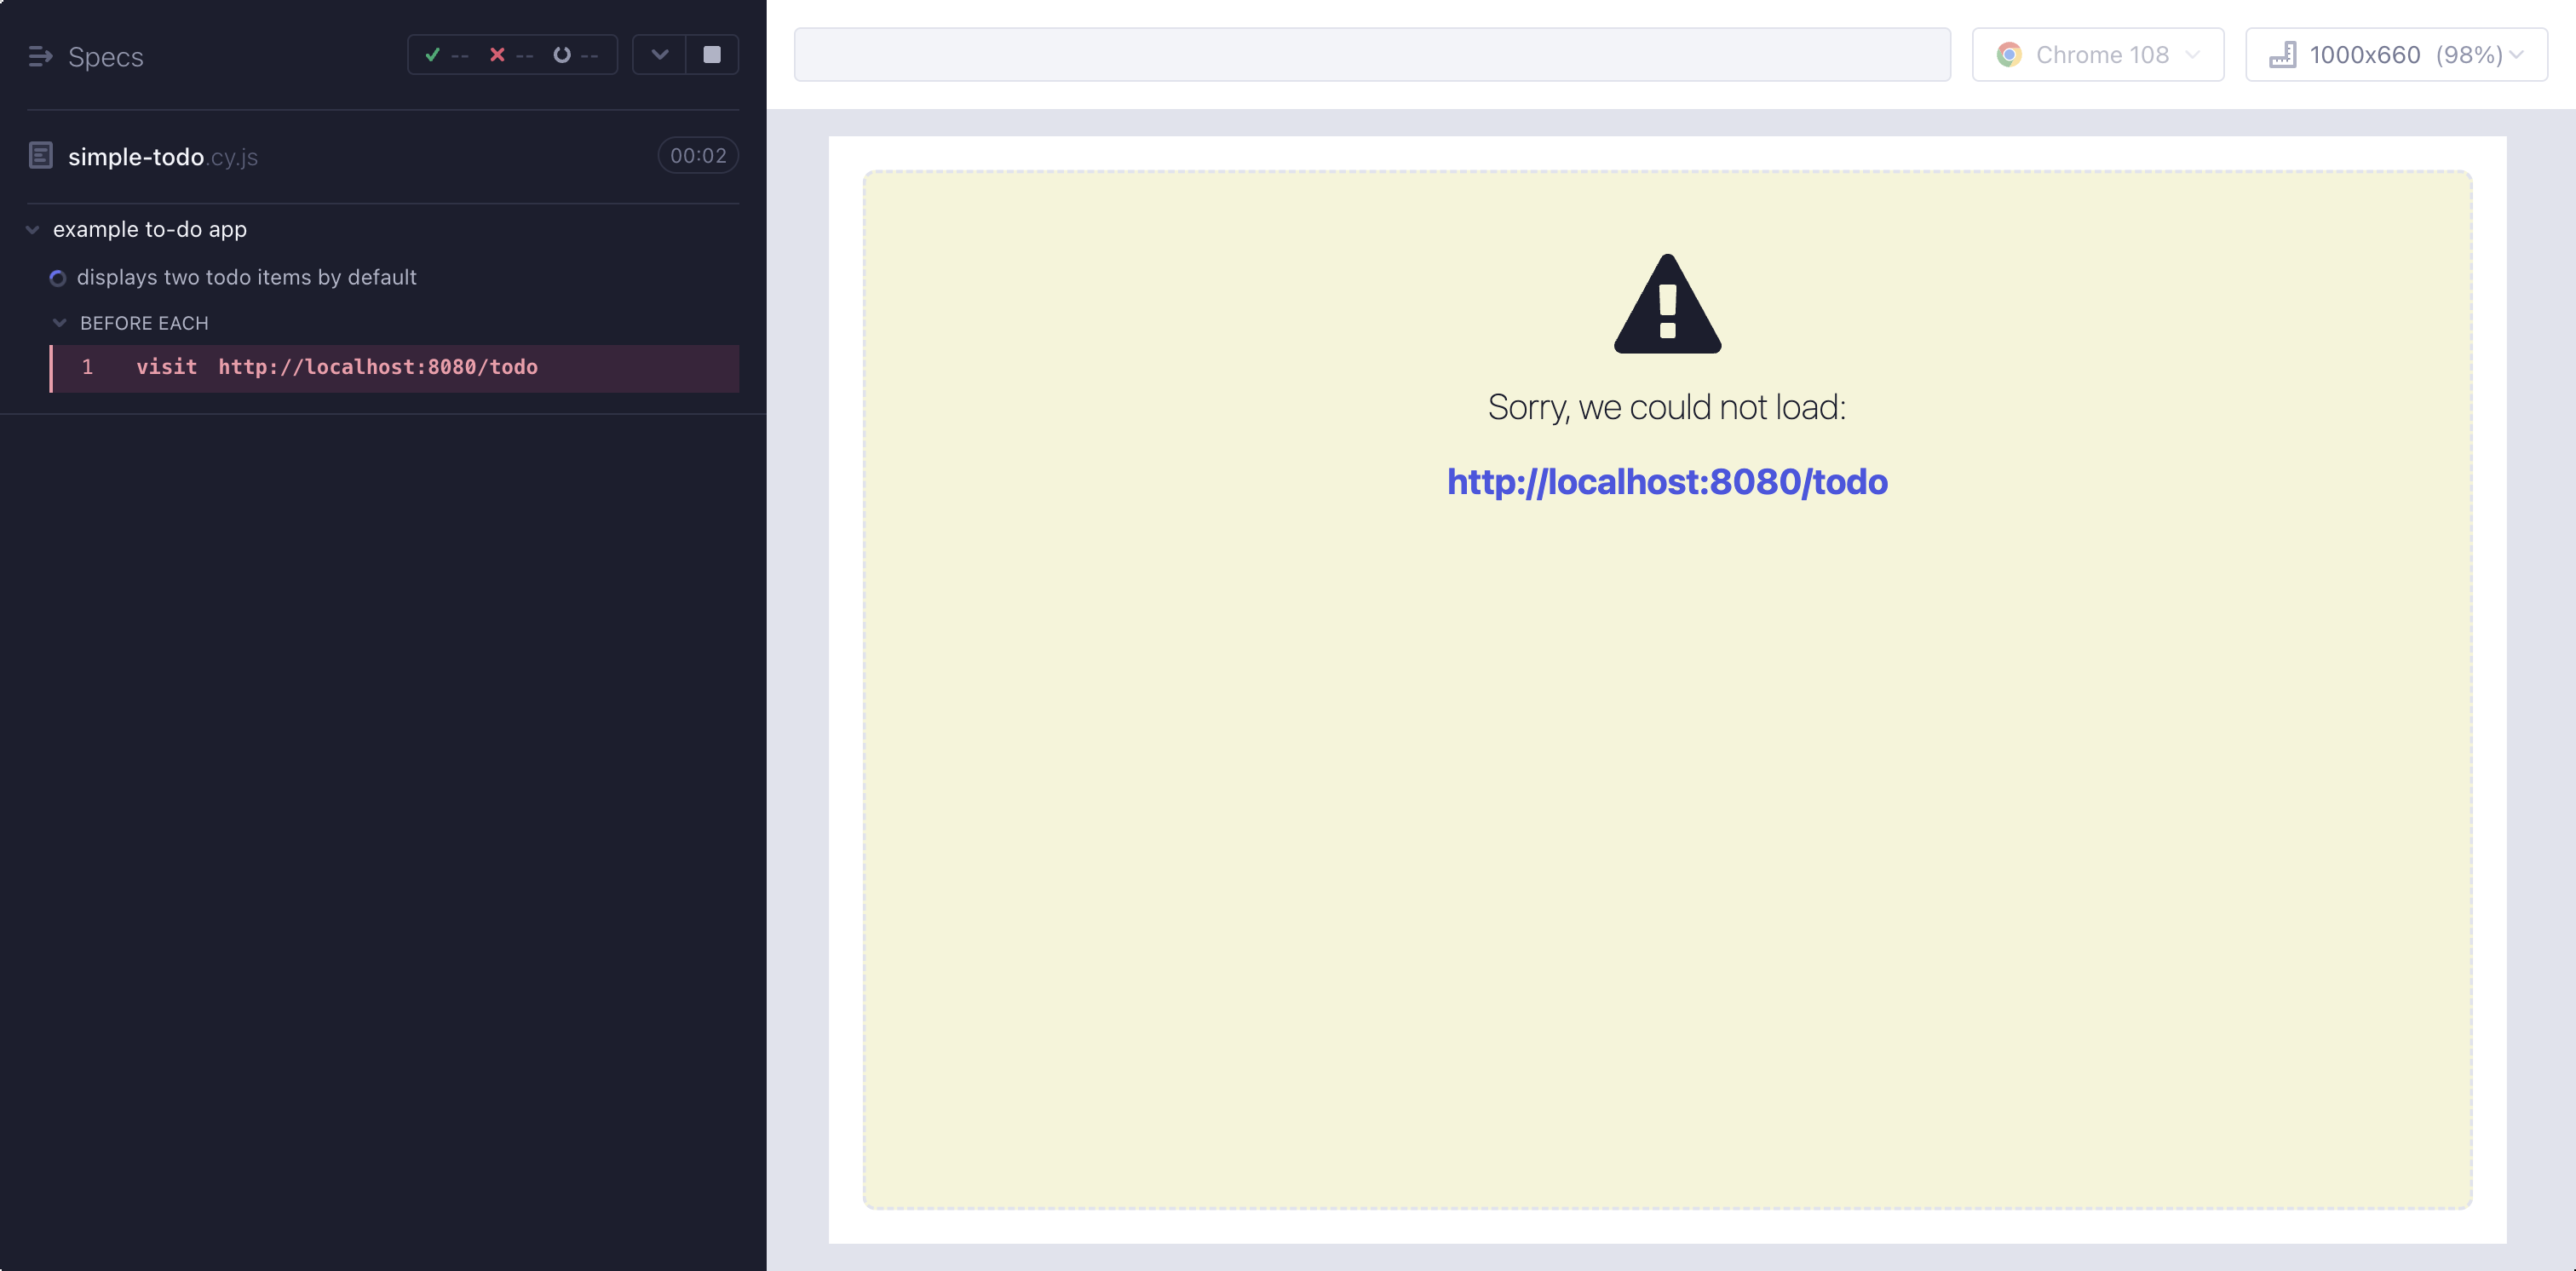 Specs
-- -- --
simple-todo.cy.js
00:02
example to-do app
displays two todo items by default
BEFORE EACH
1 visit http://localhost:8080/todo
Chrome 108
1000x660 (98%)
Sorry, we could not load:
http://localhost:8080/todo